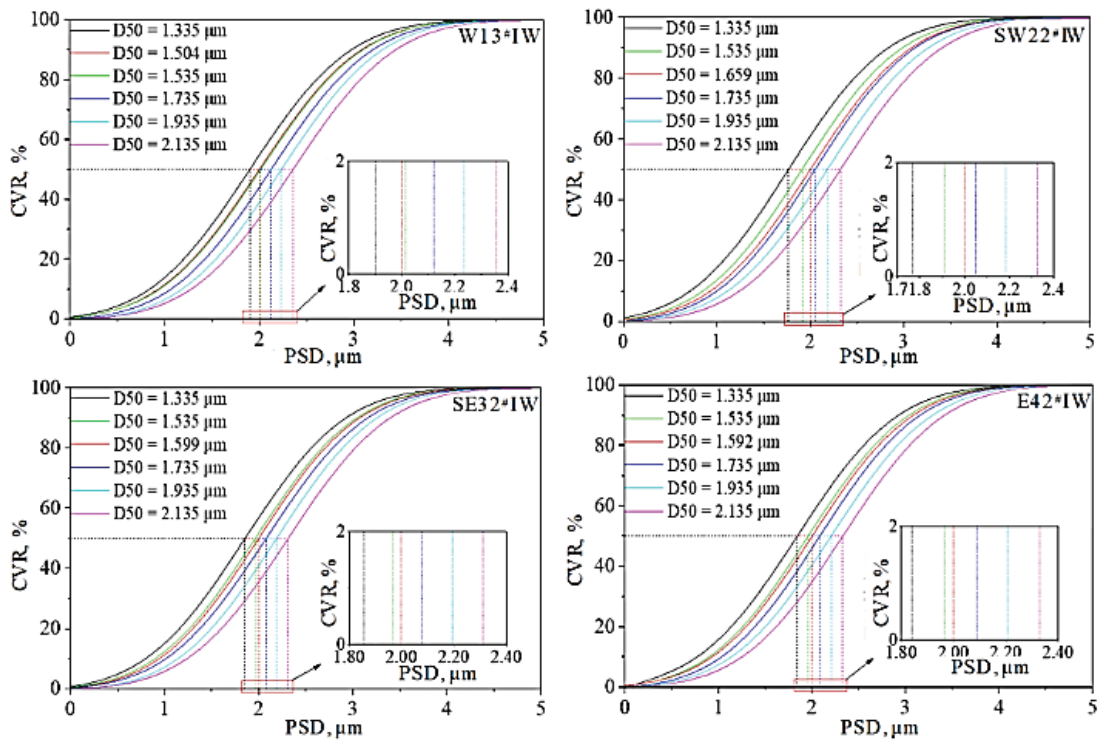 W13#IW
D50 = 1.335 μm
D50 = 1.504 μm
D50 = 1.535 μm
D50 = 1.735 μm
D50 = 1.935 μm
D50 = 2.135 μm
CVR, %
100
80
60
40
20
0
0 1 2 3 4 5
PSD, μm
CVR, %
2
0
1.8 2.0 2.2 2.4
PSD, μm
SW22#IW
D50 = 1.335 μm
D50 = 1.535 μm
D50 = 1.659 μm
D50 = 1.735 μm
D50 = 1.935 μm
D50 = 2.135 μm
CVR, %
100
80
60
40
20
0
0 1 2 3 4 5
PSD, μm
CVR, %
2
0
1.71.8 2.0 2.2 2.4
PSD, μm
SE32#IW
D50 = 1.335 μm
D50 = 1.535 μm
D50 = 1.599 μm
D50 = 1.735 μm
D50 = 1.935 μm
D50 = 2.135 μm
CVR, %
100
80
60
40
20
0
0 1 2 3 4 5
PSD, μm
CVR, %
2
0
1.80 2.00 2.20 2.40
PSD, μm
E42#IW
D50 = 1.335 μm
D50 = 1.535 μm
D50 = 1.592 μm
D50 = 1.735 μm
D50 = 1.935 μm
D50 = 2.135 μm
CVR, %
100
80
60
40
20
0
0 1 2 3 4 5
PSD, μm
CVR, %
2
0
1.80 2.00 2.20 2.40
PSD, μm